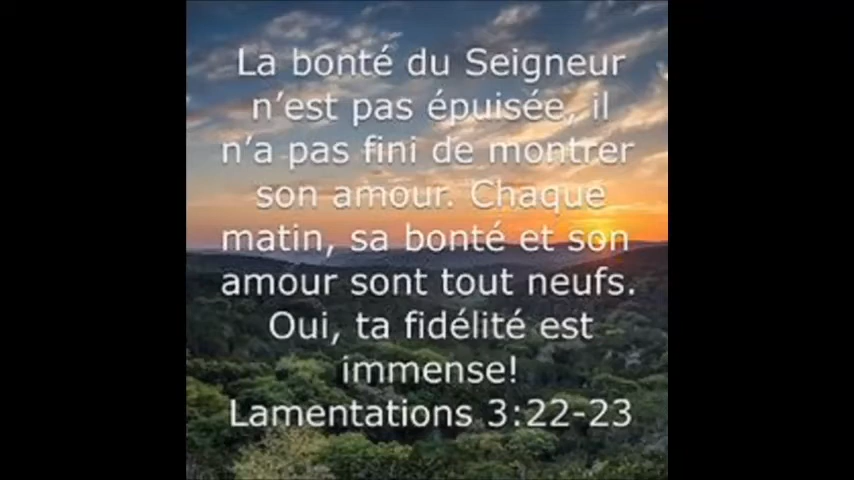 La bonté du Seigneur
n’est pas épuisée, il
n’a pas fini de montrer
son amour. Chaque
matin, sa bonté et son
amour sont tout neufs.
Oui, ta fidélité est
immense!
Lamentations 3:22-23